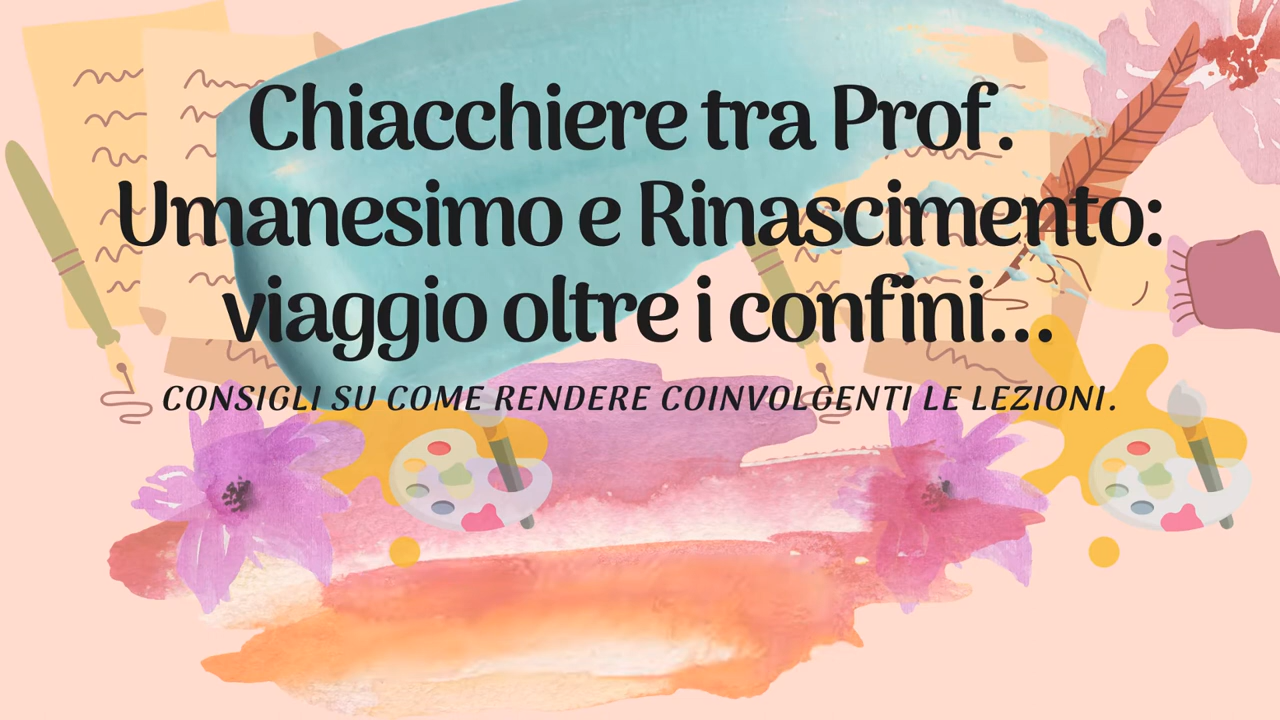 Chiacchiere tra Prof.
Umanesimo e Rinascimento:
viaggio oltre i confini...
CONSIGLI SU COME RENDERE COINVOLGENTI LE LEZIONI.